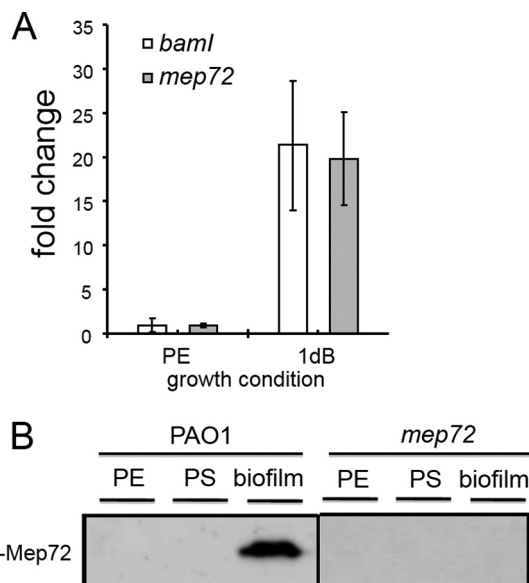 A
fold change
35
30
25
20
15
10
5
0
bamI
mep72
PE 1dB
growth condition
B
PAO1 mep72
PE PS biofilm PE PS biofilm
-Mep72